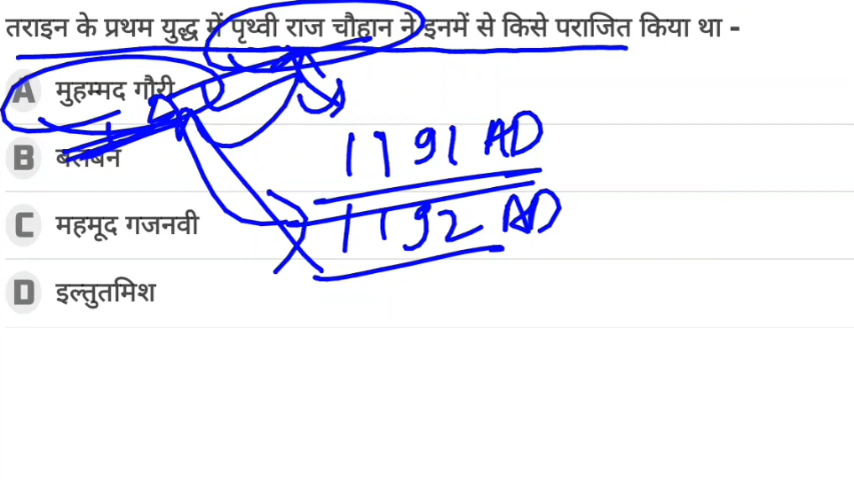 तराइन के प्रथम युद्ध में पृथ्वी राज चौहान ने इनमें से किसे पराजित किया था -
A मुहम्मद गौरी
B बलबन
1191 AD
C महमूद गजनवी
1192 AD
D इल्तुतमिश